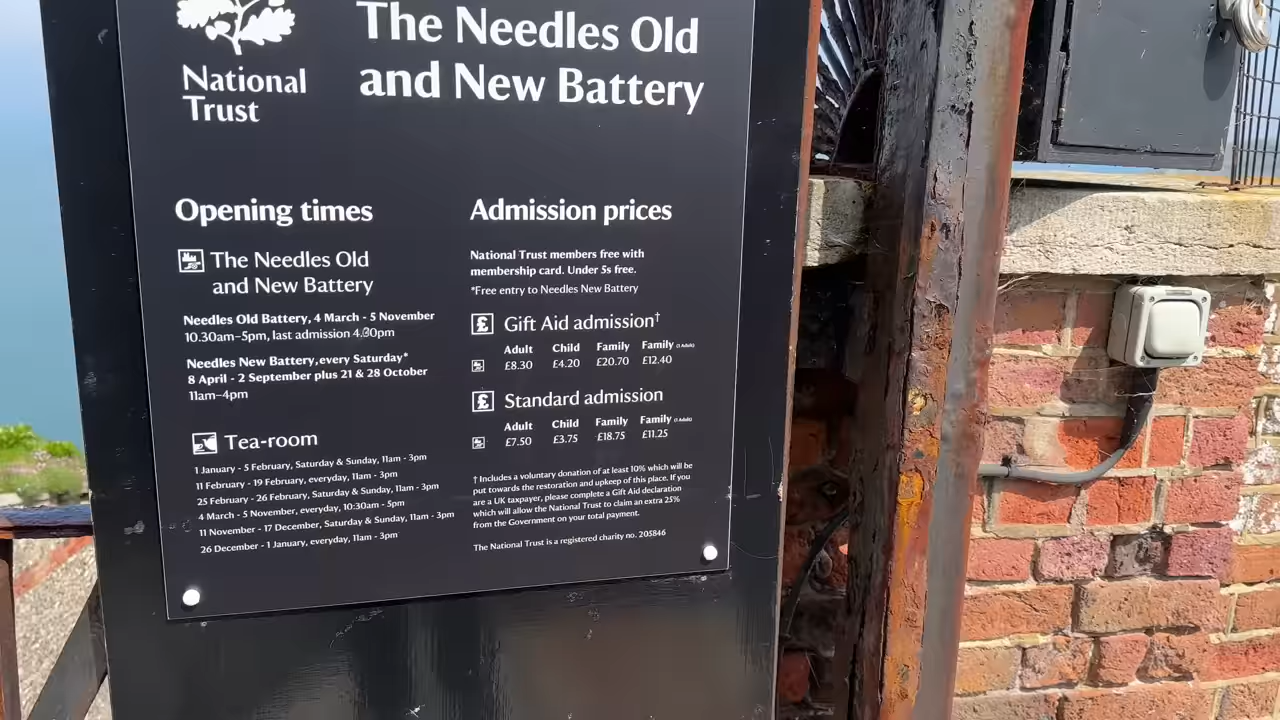 National
Trust
The Needles Old
and New Battery
Opening times
The Needles Old
and New Battery
Needles Old Battery, 4 March - 5 November
10.30am–5pm, last admission 4.30pm
Needles New Battery, every Saturday*
8 April - 2 September plus 21 & 28 October
11am–4pm
Tea-room
1 January - 5 February, Saturday & Sunday, 11am - 3pm
11 February - 19 February, everyday, 11am - 3pm
25 February - 26 February, Saturday & Sunday, 11am - 3pm
4 March - 5 November, everyday, 10:30am - 5pm
11 November - 17 December, Saturday & Sunday, 11am - 3pm
26 December - 1 January, everyday, 11am - 3pm
Admission prices
National Trust members free with
membership card. Under 5s free.
*Free entry to Needles New Battery
£ Gift Aid admission†
Adult Child Family Family (1 Adult)
£8.30 £4.20 £20.70 £12.40
£ Standard admission
Adult Child Family Family (1 Adult)
£7.50 £3.75 £18.75 £11.25
† Includes a voluntary donation of at least 10% which will be
put towards the restoration and upkeep of this place. If you
are a UK taxpayer, please complete a Gift Aid declaration
which will allow the National Trust to claim an extra 25%
from the Government on your total payment.
The National Trust is a registered charity no. 205846